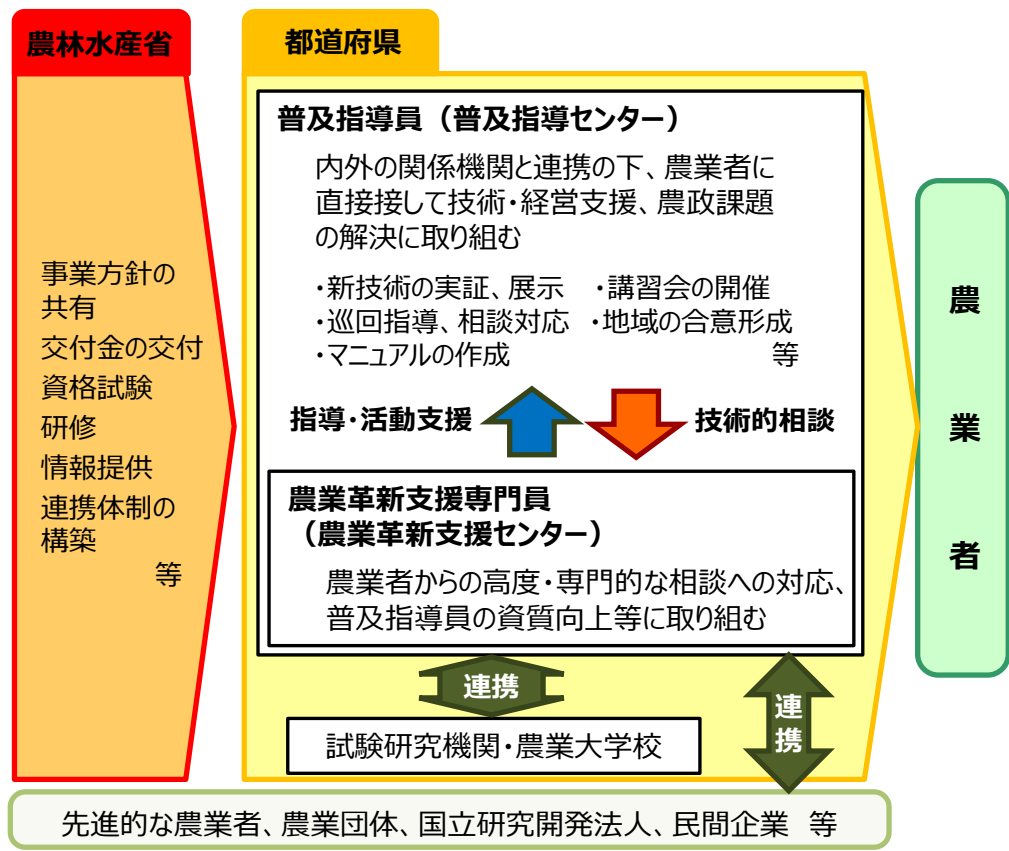 農林水産省
事業方針の
共有
交付金の交付
資格試験
研修
情報提供
連携体制の
構築
等
都道府県
普及指導員（普及指導センター）
内外の関係機関と連携の下、農業者に
直接接して技術・経営支援、農政課題
の解決に取り組む
・新技術の実証、展示　・講習会の開催
・巡回指導、相談対応　・地域の合意形成
・マニュアルの作成　　　　　　　　等
指導・活動支援
技術的相談
農業革新支援専門員
（農業革新支援センター）
農業者からの高度・専門的な相談への対応、
普及指導員の資質向上等に取り組む
連携
連携
試験研究機関・農業大学校
先進的な農業者、農業団体、国立研究開発法人、民間企業　等
農業者